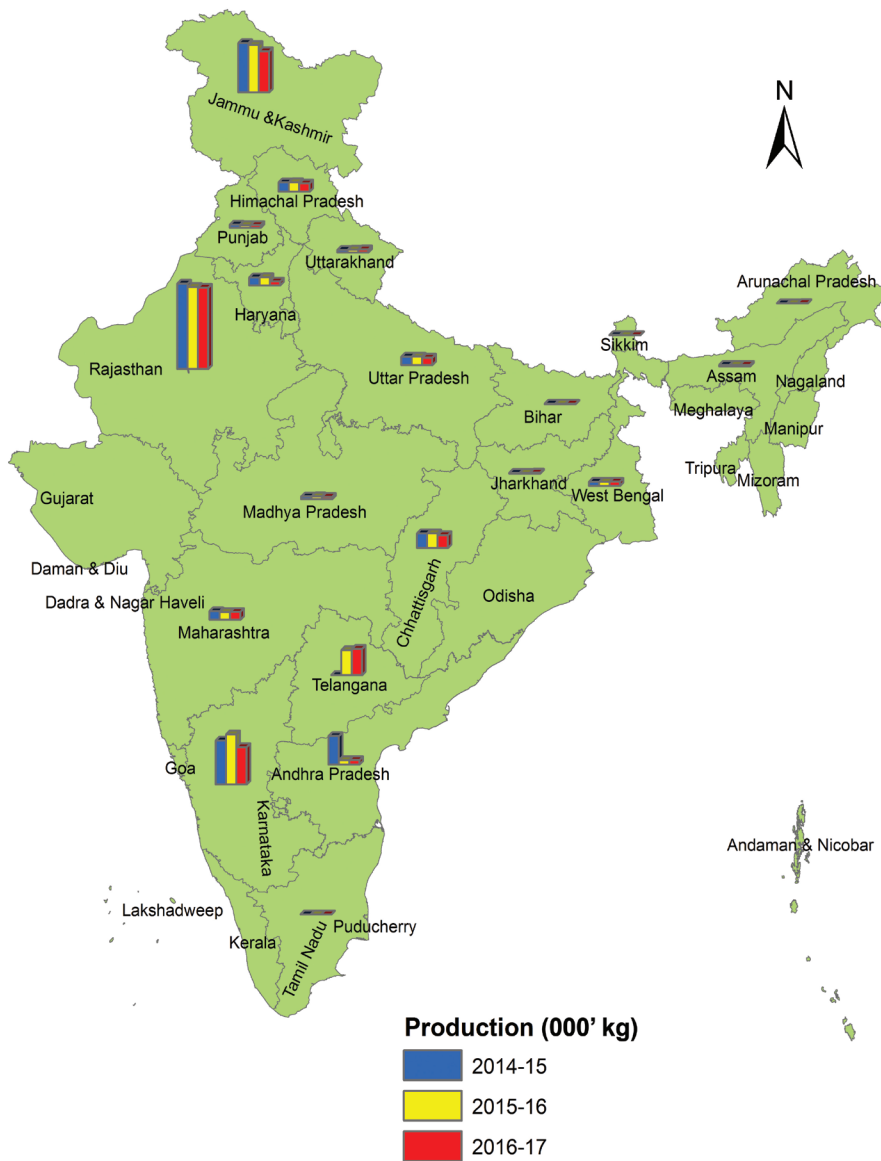 N
Jammu &Kashmir
Himachal Pradesh
Punjab
Uttarakhand
Arunachal Pradesh
Haryana
Sikkim
Rajasthan
Uttar Pradesh
Assam
Nagaland
Bihar
Meghalaya
Manipur
Gujarat
Madhya Pradesh
Jharkhand
West Bengal
Tripura
Mizoram
Daman & Diu
Dadra & Nagar Haveli
Chhattisgarh
Odisha
Maharashtra
Telangana
Goa
Andhra Pradesh
Karnataka
Andaman & Nicobar
Lakshadweep
Kerala
Tamil Nadu
Puducherry
Production (000' kg)
2014-15
2015-16
2016-17